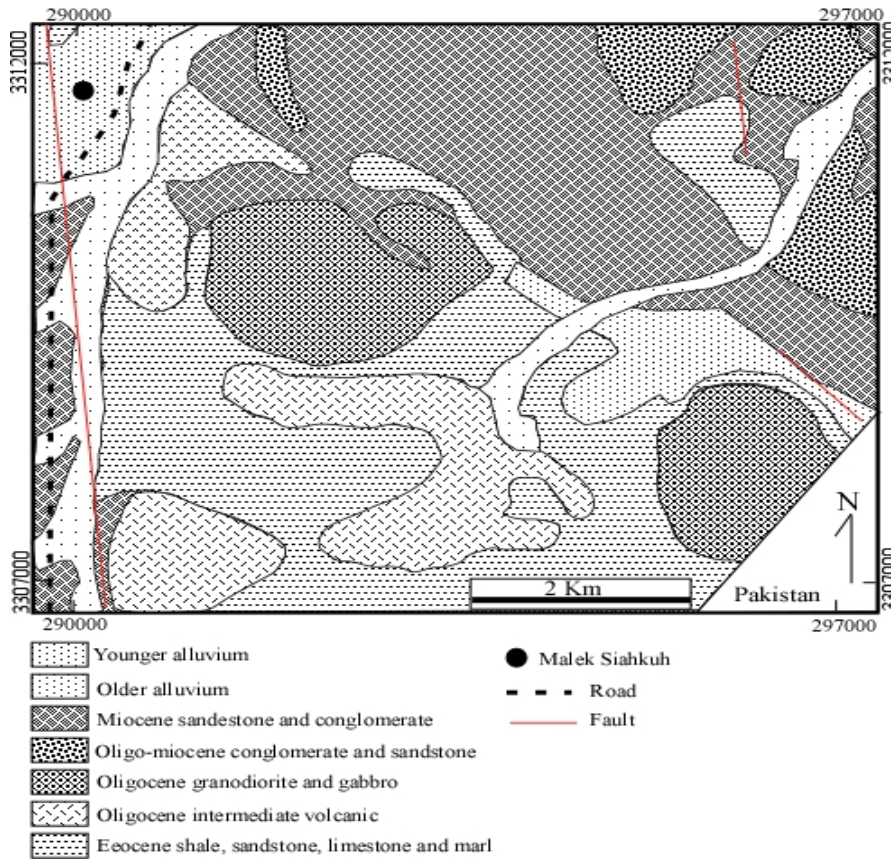 290000
297000
3312000
3312000
N
2 Km
Pakistan
3307000
3307000
290000
297000
Younger alluvium
Malek Siahkuh
Older alluvium
Road
Miocene sandestone and conglomerate
Fault
Oligo-miocene conglomerate and sandstone
Oligocene granodiorite and gabbro
Oligocene intermediate volcanic
Eeocene shale, sandstone, limestone and marl